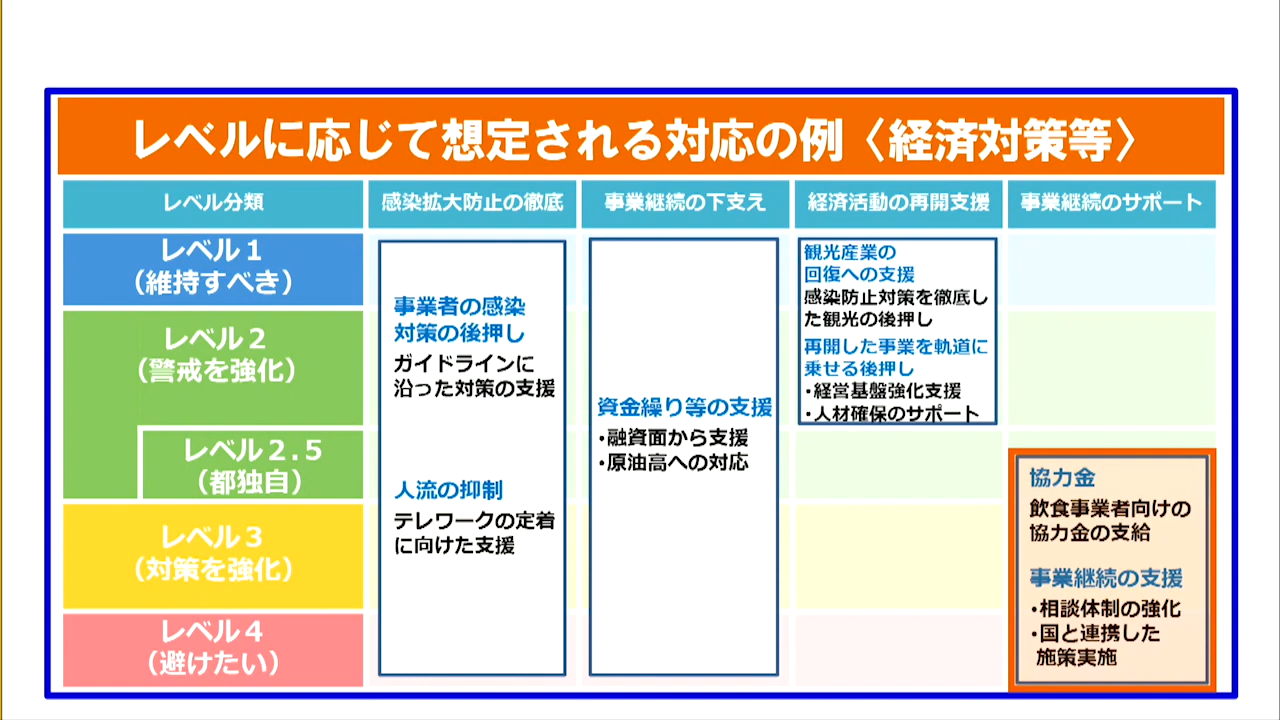 レベルに応じて想定される対応の例〈経済対策等〉
レベル分類
感染拡大防止の徹底
事業継続の下支え
経済活動の再開支援
事業継続のサポート
レベル１
（維持すべき）
レベル２
（警戒を強化）
レベル２.５
（都独自）
レベル３
（対策を強化）
レベル４
（避けたい）
事業者の感染
対策の後押し
ガイドラインに
沿った対策の支援
人流の抑制
テレワークの定着
に向けた支援
資金繰り等の支援
・融資面から支援
・原油高への対応
観光産業の
回復への支援
感染防止対策を徹底し
た観光の後押し
再開した事業を軌道に
乗せる後押し
・経営基盤強化支援
・人材確保のサポート
協力金
飲食事業者向けの
協力金の支給
事業継続の支援
・相談体制の強化
・国と連携した
施策実施